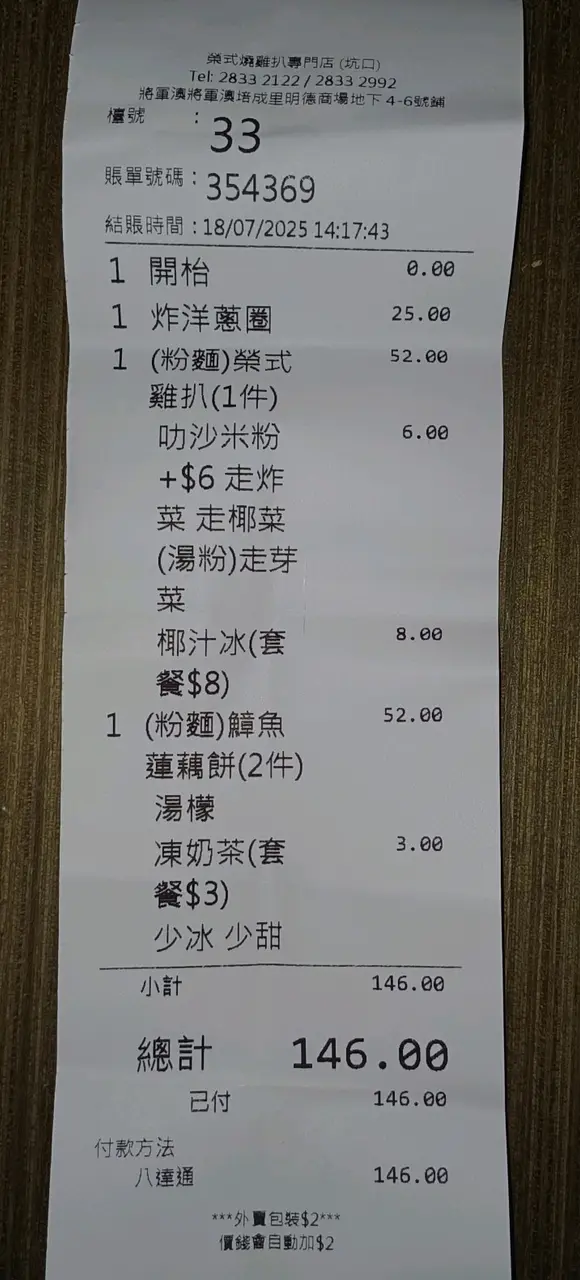 榮式燒雞扒專門店 (坑口)
Tel: 2833 2122 / 2833 2992
將軍澳將軍澳培成里明德商場地下 4-6號鋪
檯號 : 33
賬單號碼 : 354369
結賬時間 : 18/07/2025 14:17:43
1 開枱 0.00
1 炸洋蔥圈 25.00
1 (粉麵)榮式 52.00
雞扒(1件)
叻沙米粉 6.00
+$6 走炸
菜 走椰菜
(湯粉)走芽
菜
椰汁冰(套 8.00
餐$8)
1 (粉麵)鱆魚 52.00
蓮藕餅(2件)
湯檬
凍奶茶(套 3.00
餐$3)
少冰 少甜
小計 146.00
總計 146.00
已付 146.00
付款方法
八達通 146.00
***外賣包裝$2***
價錢會自動加$2